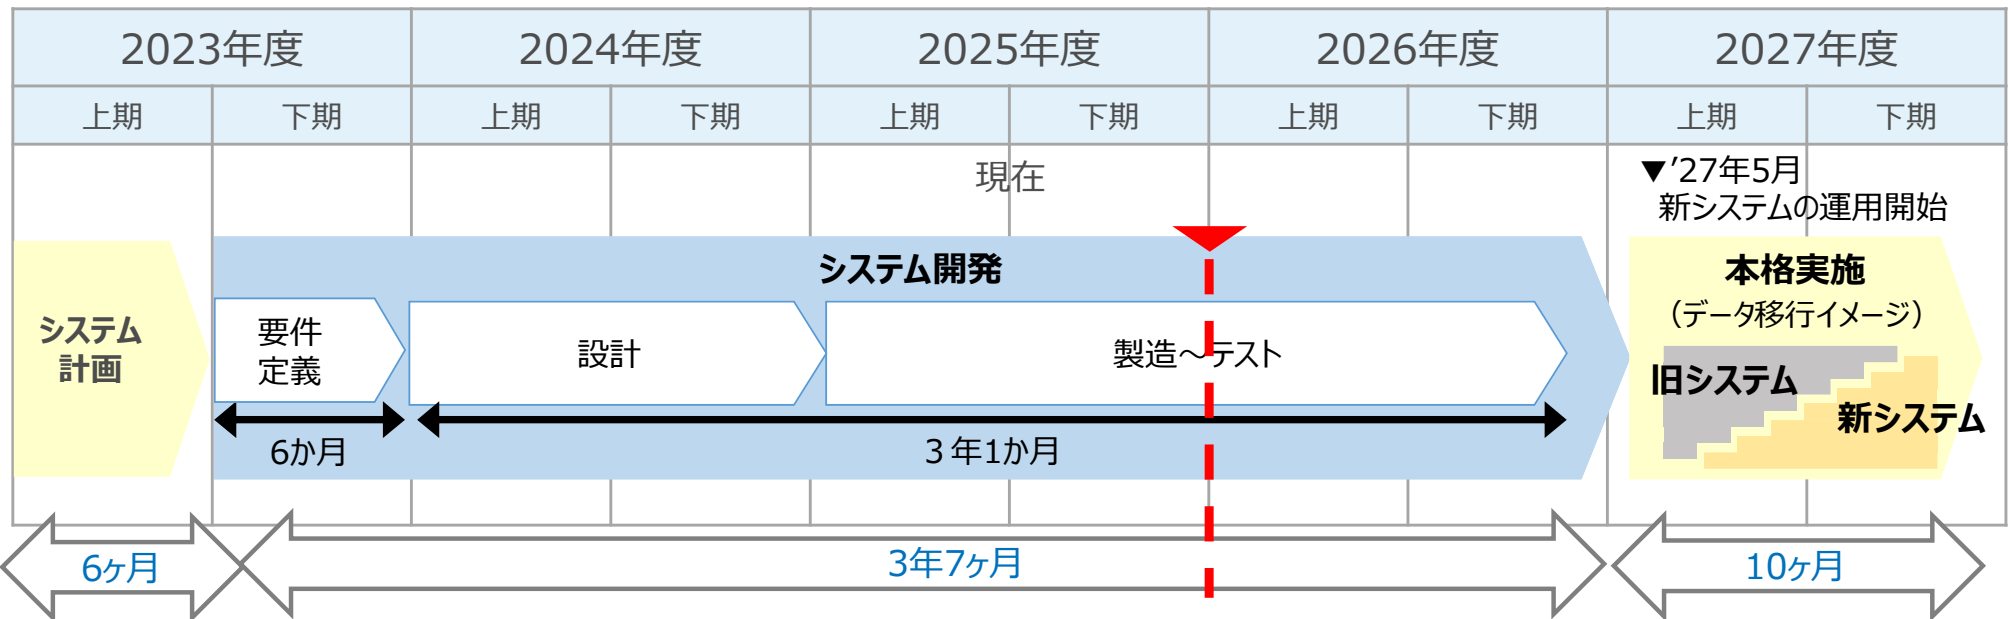 2023年度 2024年度 2025年度 2026年度 2027年度
上期 下期 上期 下期 上期 下期 上期 下期 上期 下期
現在
▼'27年5月
新システムの運用開始
システム
計画
システム開発
要件
定義
設計
製造～テスト
6か月
３年1か月
本格実施
（データ移行イメージ）
旧システム
新システム
6ヶ月
3年7ヶ月
10ヶ月